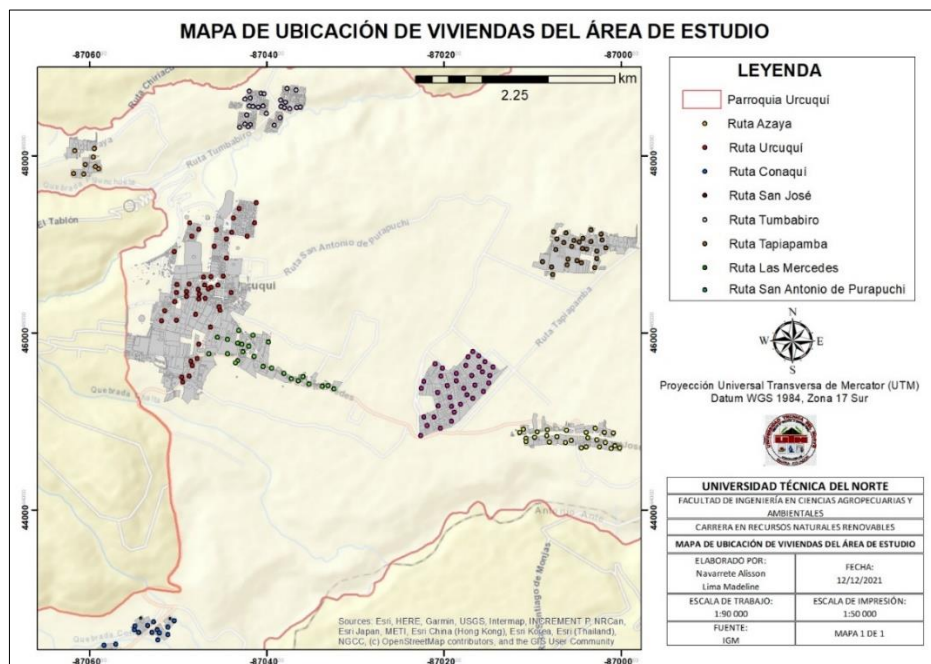 MAPA DE UBICACIÓN DE VIVIENDAS DEL ÁREA DE ESTUDIO
-87060 -87040 -87020 -87000
km
2.25
Ruta Chiriacu
Ruta Tumbabiro
El Tablón
48000
48000
Ruta San Antonio de Purapuchi
Ruta Tapiapamba
46000
46000
44000
44000
Quebrada
Santiago de Monjas
Sources: Esri, HERE, Garmin, USGS, Intermap, INCREMENT P, NRCan,
Esri Japan, METI, Esri China (Hong Kong), Esri Korea, Esri (Thailand),
NGCC, (c) OpenStreetMap contributors, and the GIS User Community
-87060 -87040 -87020 -87000
LEYENDA
Parroquia Urcuquí
Ruta Azaya
Ruta Urcuquí
Ruta Conaquí
Ruta San José
Ruta Tumbabiro
Ruta Tapiapamba
Ruta Las Mercedes
Ruta San Antonio de Purapuchi
N
W E
S
Proyección Universal Transversa de Mercator (UTM)
Datum WGS 1984, Zona 17 Sur
UNIVERSIDAD TÉCNICA DEL NORTE
FACULTAD DE INGENIERÍA EN CIENCIAS AGROPECUARIAS Y
AMBIENTALES
CARRERA EN RECURSOS NATURALES RENOVABLES
MAPA DE UBICACIÓN DE VIVIENDAS DEL ÁREA DE ESTUDIO
ELABORADO POR:
Navarrete Alisson
Lima Madeline
FECHA:
12/12/2021
ESCALA DE TRABAJO:
1:90 000
ESCALA DE IMPRESIÓN:
1:50 000
FUENTE:
IGM
MAPA 1 DE 1